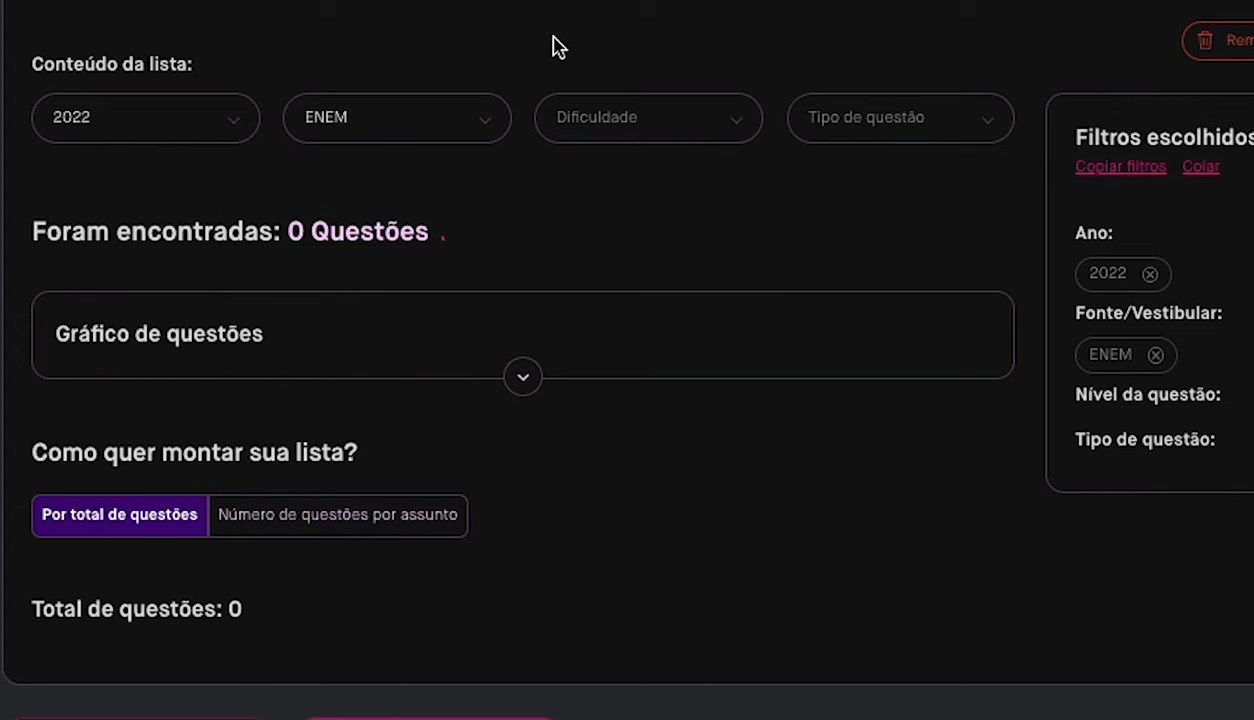 Conteúdo da lista:
2022
ENEM
Dificuldade
Tipo de questão
Foram encontradas: 0 Questões
Gráfico de questões
Como quer montar sua lista?
Por total de questões
Número de questões por assunto
Total de questões: 0
Filtros escolhidos
Copiar filtros Colar
Ano:
2022
Fonte/Vestibular:
ENEM
Nível da questão:
Tipo de questão: